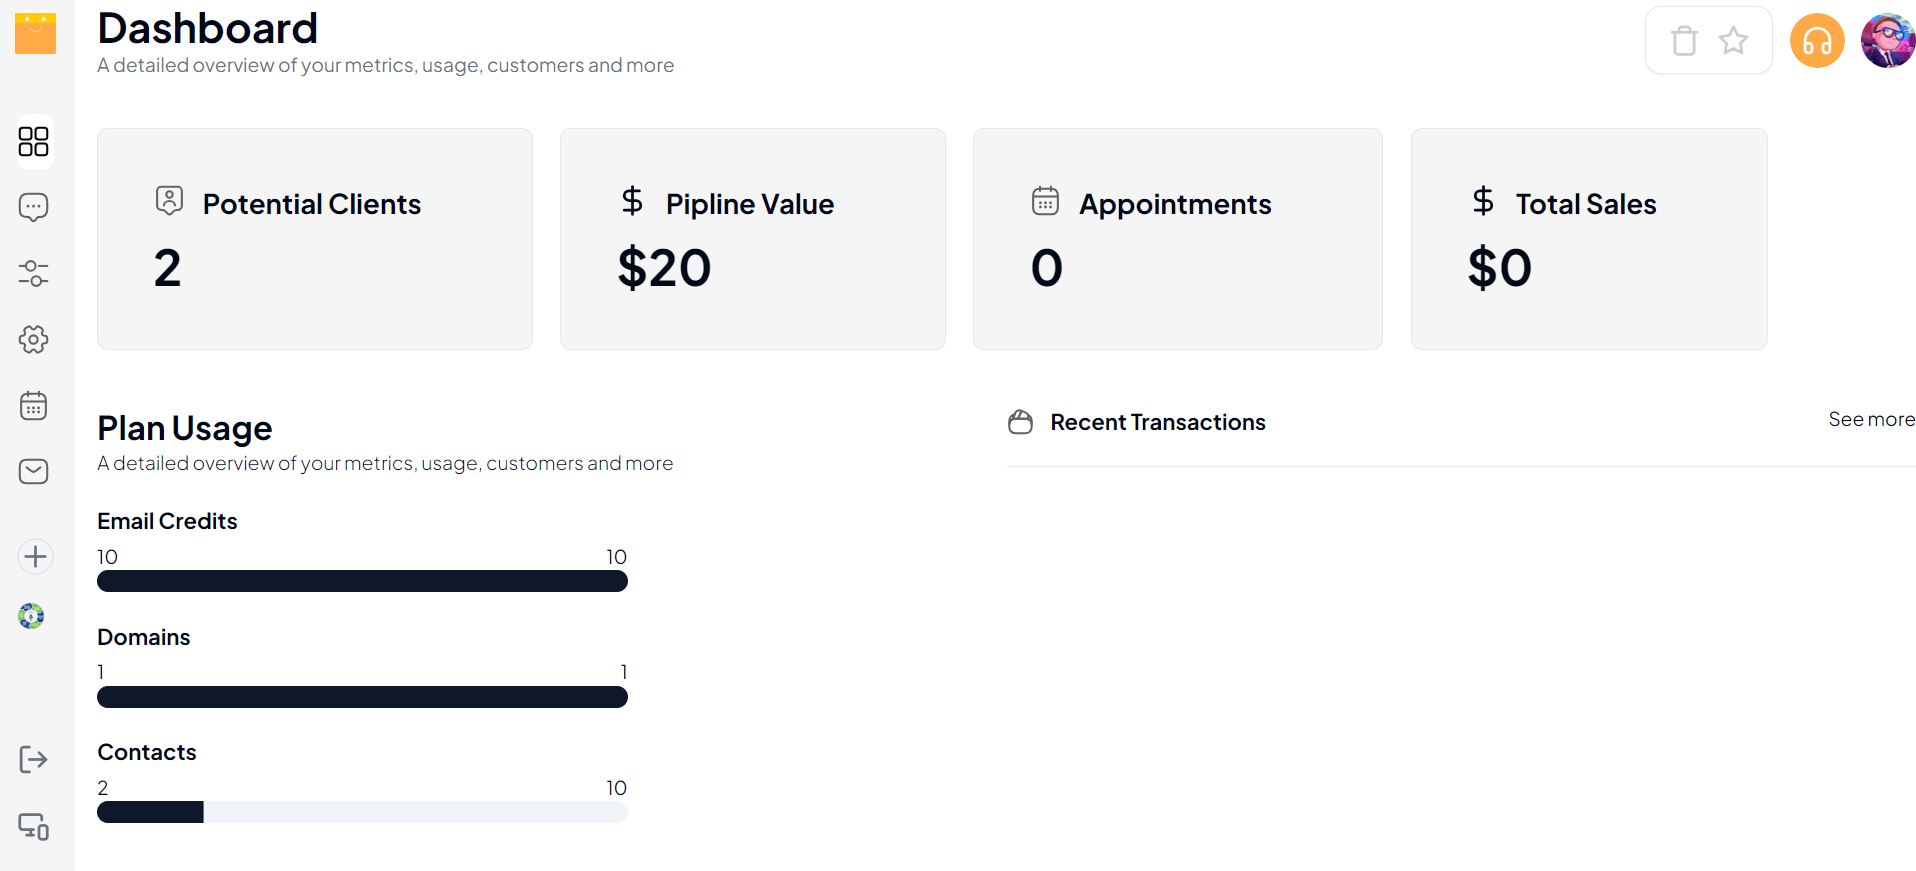 Dashboard
A detailed overview of your metrics, usage, customers and more
Potential Clients
2
Pipline Value
$20
Appointments
0
Total Sales
$0
Plan Usage
A detailed overview of your metrics, usage, customers and more
Email Credits
10 10
Domains
1 1
Contacts
2 10
Recent Transactions
See more